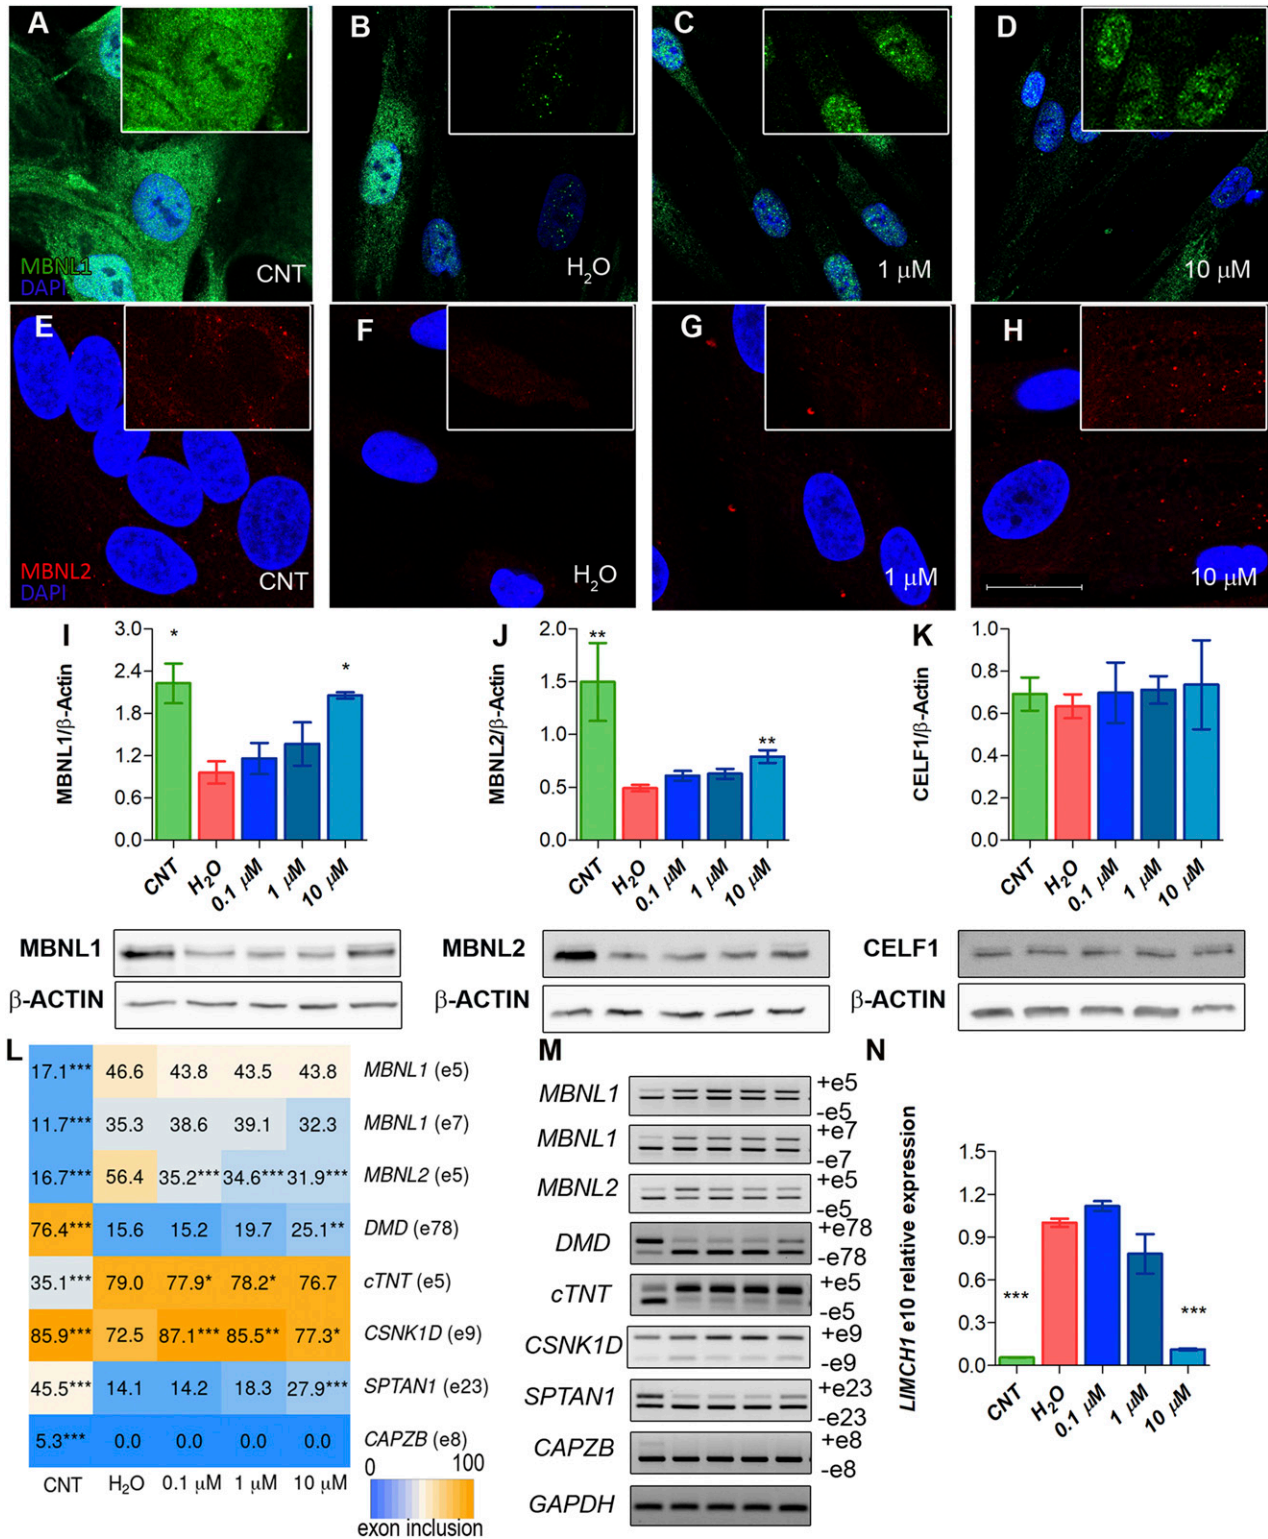 A
B
C
D
MBNL1
DAPI
CNT
H₂O
1 µM
10 µM
E
F
G
H
MBNL2
DAPI
CNT
H₂O
1 µM
10 µM
I
MBNL1/β-Actin
3.0
2.4
1.8
1.2
0.6
0.0
*
*
CNT
H₂O
0.1 µM
1 µM
10 µM
J
MBNL2/β-Actin
2.0
1.5
1.0
0.5
0.0
**
**
CNT
H₂O
0.1 µM
1 µM
10 µM
K
CELF1/β-Actin
1.0
0.8
0.6
0.4
0.2
0.0
CNT
H₂O
0.1 µM
1 µM
10 µM
MBNL1
β-ACTIN
MBNL2
β-ACTIN
CELF1
β-ACTIN
L
17.1*** 46.6 43.8 43.5 43.8 MBNL1 (e5)
11.7*** 35.3 38.6 39.1 32.3 MBNL1 (e7)
16.7*** 56.4 35.2*** 34.6*** 31.9*** MBNL2 (e5)
76.4*** 15.6 15.2 19.7 25.1** DMD (e78)
35.1*** 79.0 77.9* 78.2* 76.7 cTNT (e5)
85.9*** 72.5 87.1*** 85.5** 77.3* CSNK1D (e9)
45.5*** 14.1 14.2 18.3 27.9*** SPTAN1 (e23)
5.3*** 0.0 0.0 0.0 0.0 CAPZB (e8)
CNT H₂O 0.1 µM 1 µM 10 µM
0 100
exon inclusion
M
MBNL1 +e5
-e5
MBNL1 +e7
-e7
MBNL2 +e5
-e5
DMD +e78
-e78
cTNT +e5
-e5
CSNK1D +e9
-e9
SPTAN1 +e23
-e23
CAPZB +e8
-e8
GAPDH
N
LIMCH1 e10 relative expression
1.5
1.2
0.9
0.6
0.3
0.0
***
***
CNT
H₂O
0.1 µM
1 µM
10 µM